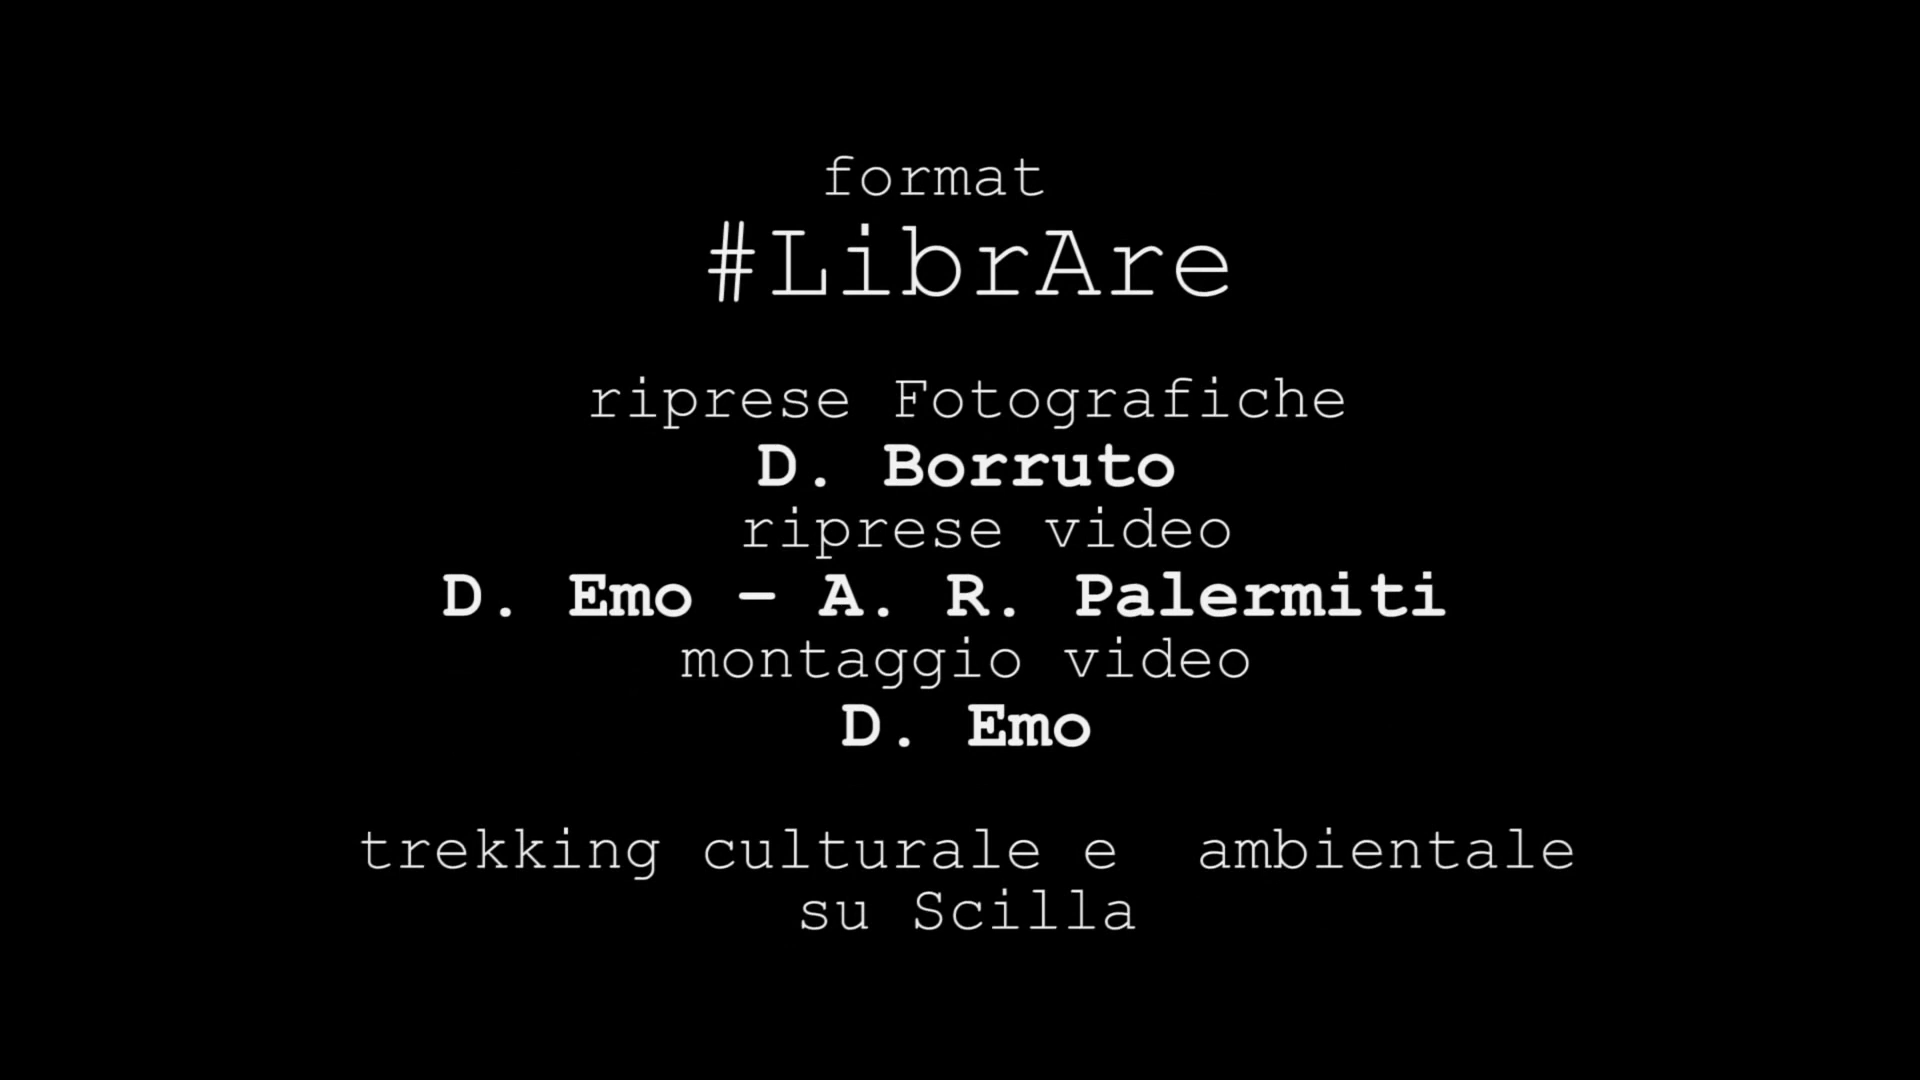 format
#LibrAre
riprese Fotografiche
D. Borruto
riprese video
D. Emo – A. R. Palermiti
montaggio video
D. Emo
trekking culturale e  ambientale
su Scilla